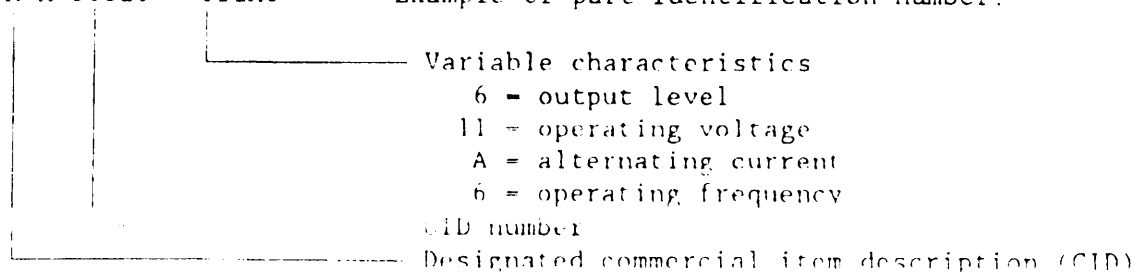 Example of part identification number.
Variable characteristics
6 = output level
11 = operating voltage
A = alternating current
6 = operating frequency
CID number
Designated commercial item description (CID)